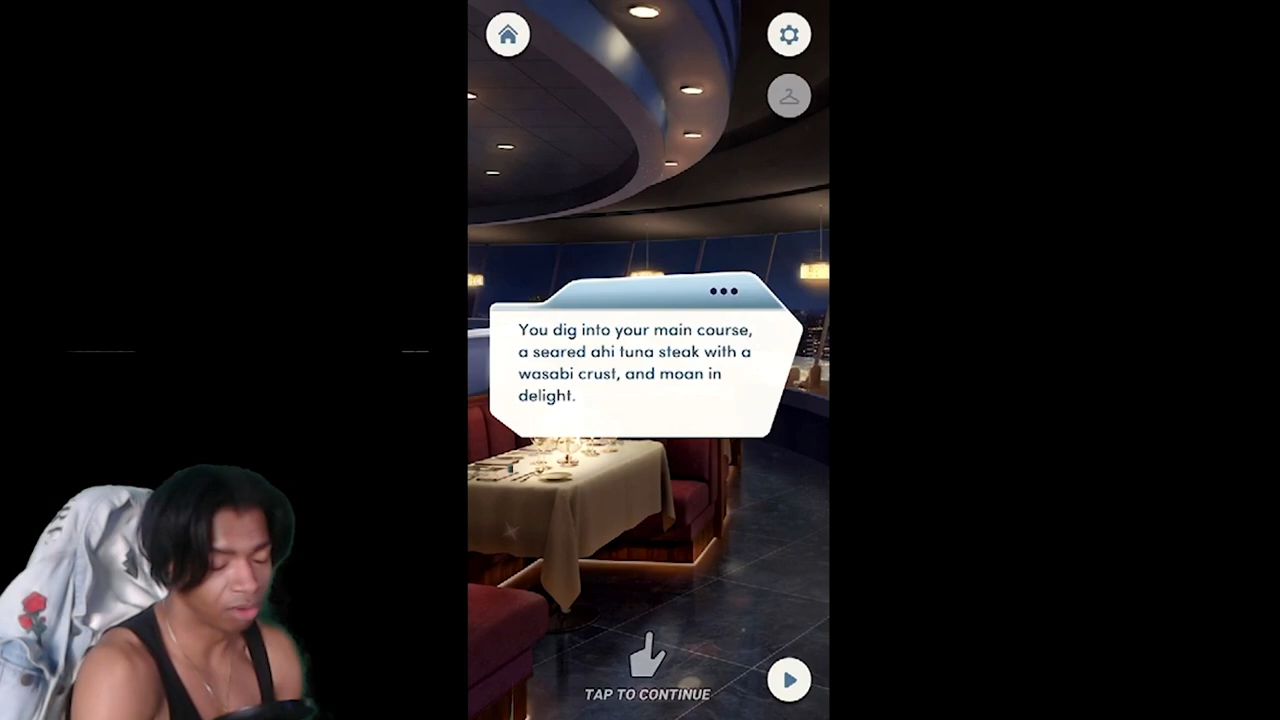 You dig into your main course,
a seared ahi tuna steak with a
wasabi crust, and moan in
delight.
TAP TO CONTINUE